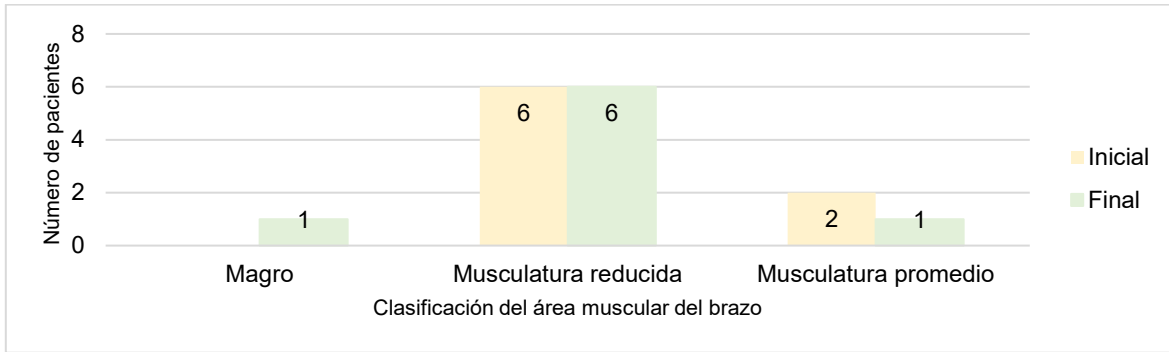 Número de pacientes
8
6
4
2
0
1
6
6
2
1
Magro
Musculatura reducida
Musculatura promedio
Clasificación del área muscular del brazo
Inicial
Final